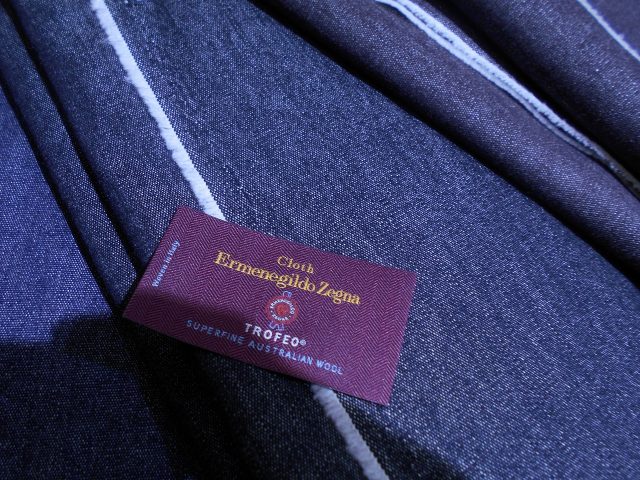 Woven in Italy
Cloth
Ermenegildo Zegna
TROFEO®
SUPERFINE AUSTRALIAN WOOL